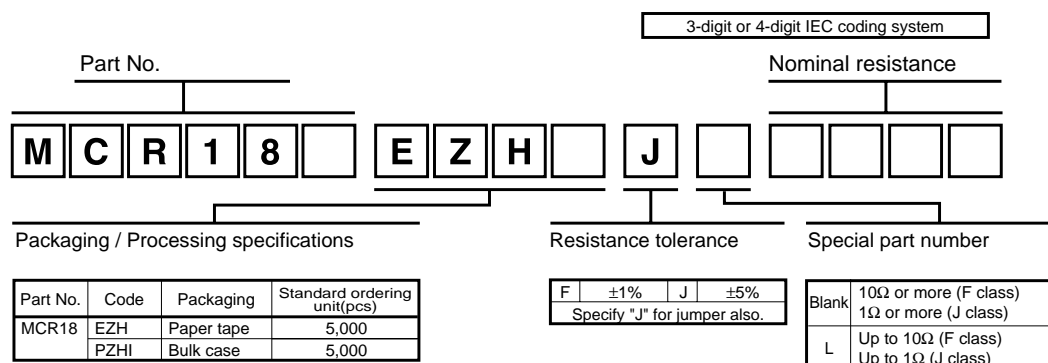 3-digit or 4-digit IEC coding system
Part No.
Nominal resistance
M C R 1 8 E Z H J
Packaging / Processing specifications
Resistance tolerance
Special part number
Part No. Code Packaging Standard ordering unit(pcs)
MCR18 EZH Paper tape 5,000
PZHI Bulk case 5,000
F ±1% J ±5%
Specify "J" for jumper also.
Blank 10Ω or more (F class)
1Ω or more (J class)
L Up to 10Ω (F class)
Up to 1Ω (J class)